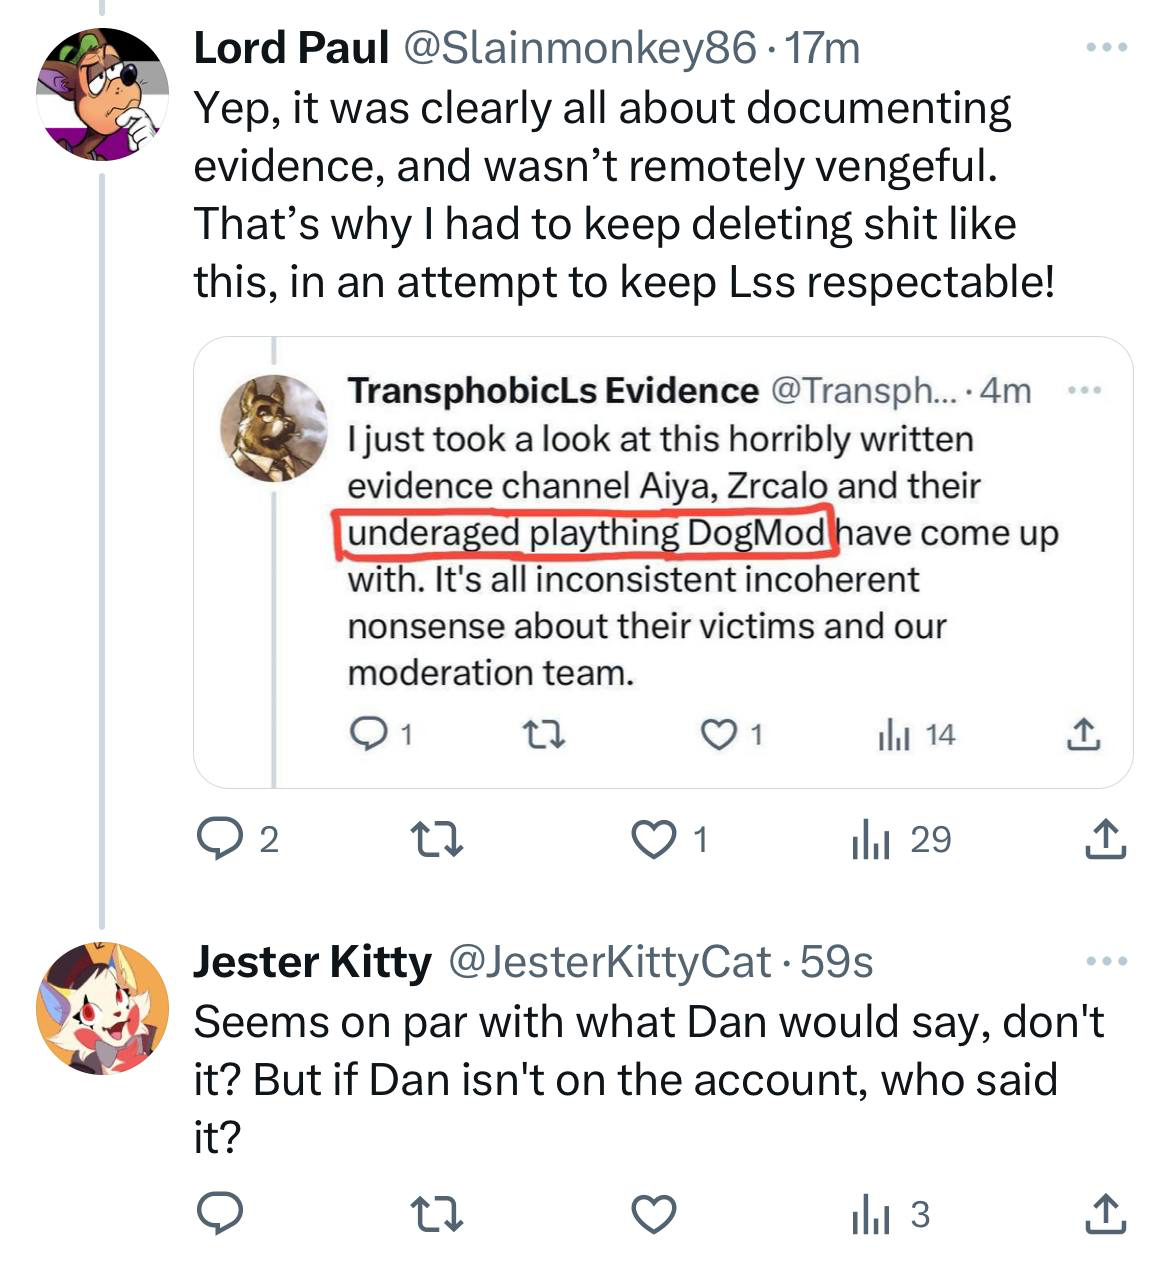 Lord Paul @Slainmonkey86 · 17m
Yep, it was clearly all about documenting
evidence, and wasn’t remotely vengeful.
That’s why I had to keep deleting shit like
this, in an attempt to keep Lss respectable!
TransphobicLs Evidence @Transph... · 4m
I just took a look at this horribly written
evidence channel Aiya, Zrcalo and their
underaged plaything DogMod have come up
with. It's all inconsistent incoherent
nonsense about their victims and our
moderation team.
1 1 14
2 1 29
Jester Kitty @JesterKittyCat · 59s
Seems on par with what Dan would say, don't
it? But if Dan isn't on the account, who said
it?
3